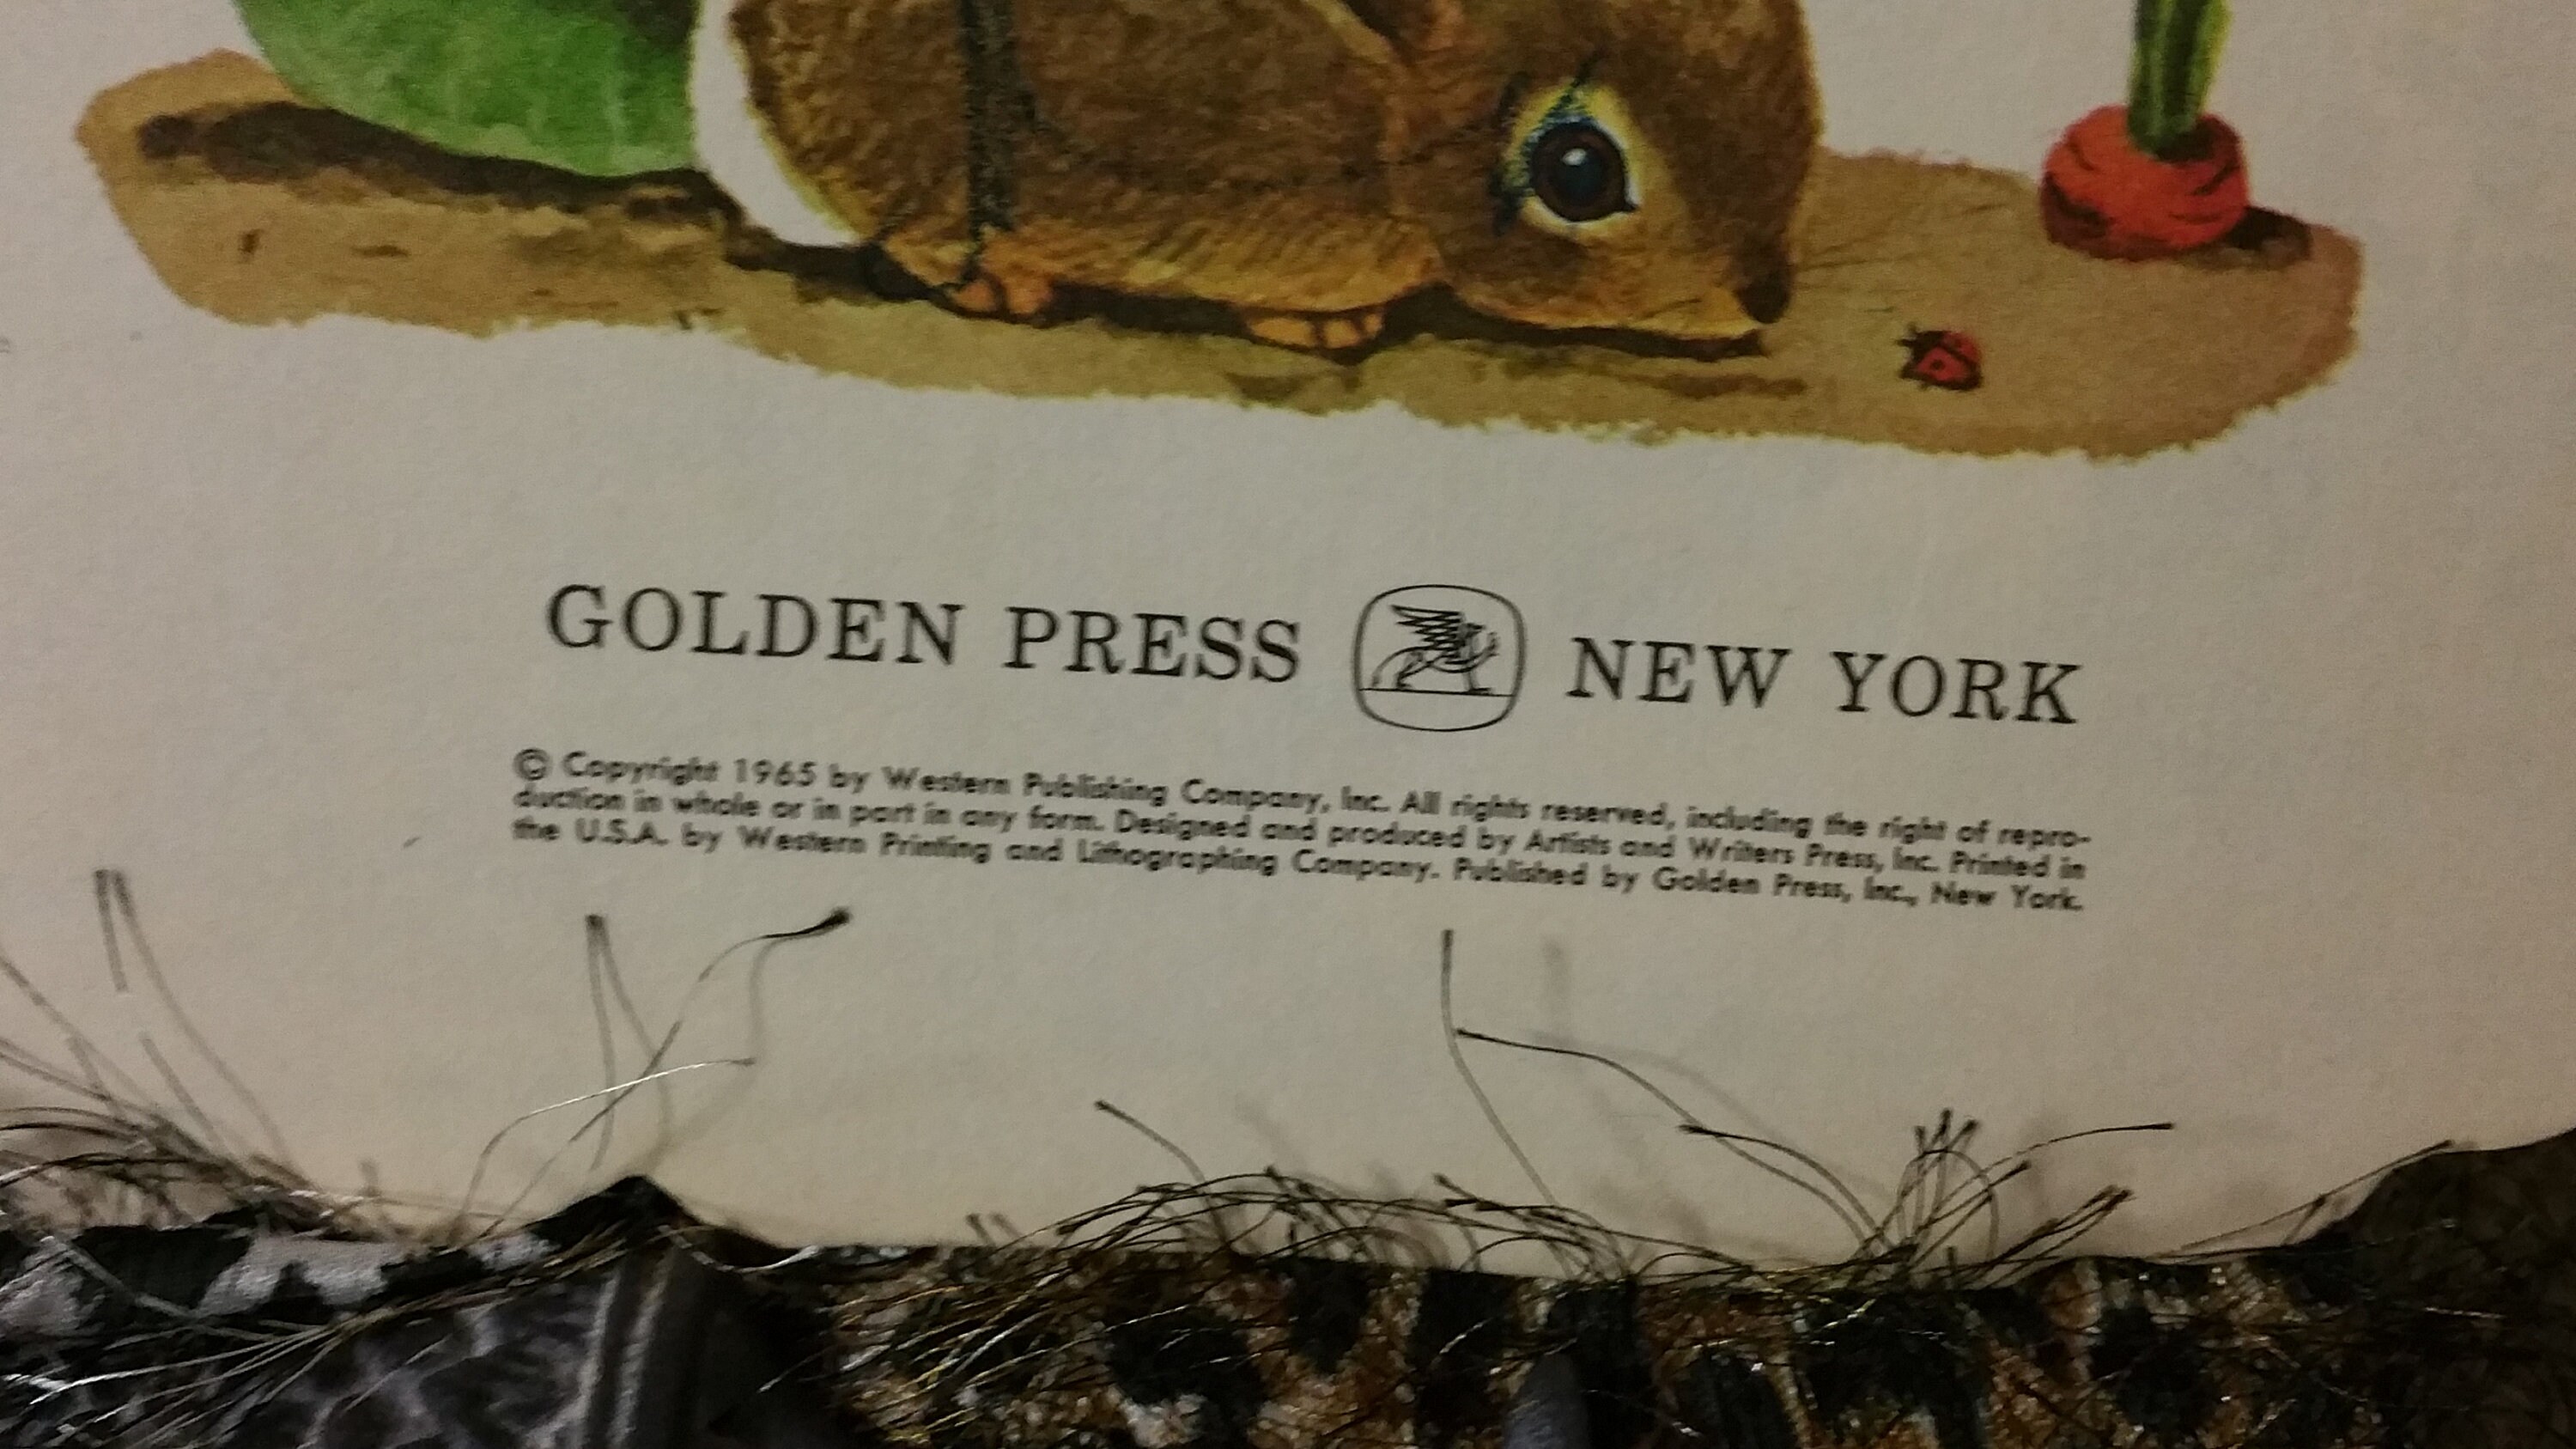 GOLDEN PRESS NEW YORK
© Copyright 1965 by Western Publishing Company, Inc. All rights reserved, including the right of repro-
duction in whole or in part in any form. Designed and produced by Artists and Writers Press, Inc. Printed in
the U.S.A. by Western Printing and Lithographing Company. Published by Golden Press, Inc., New York.